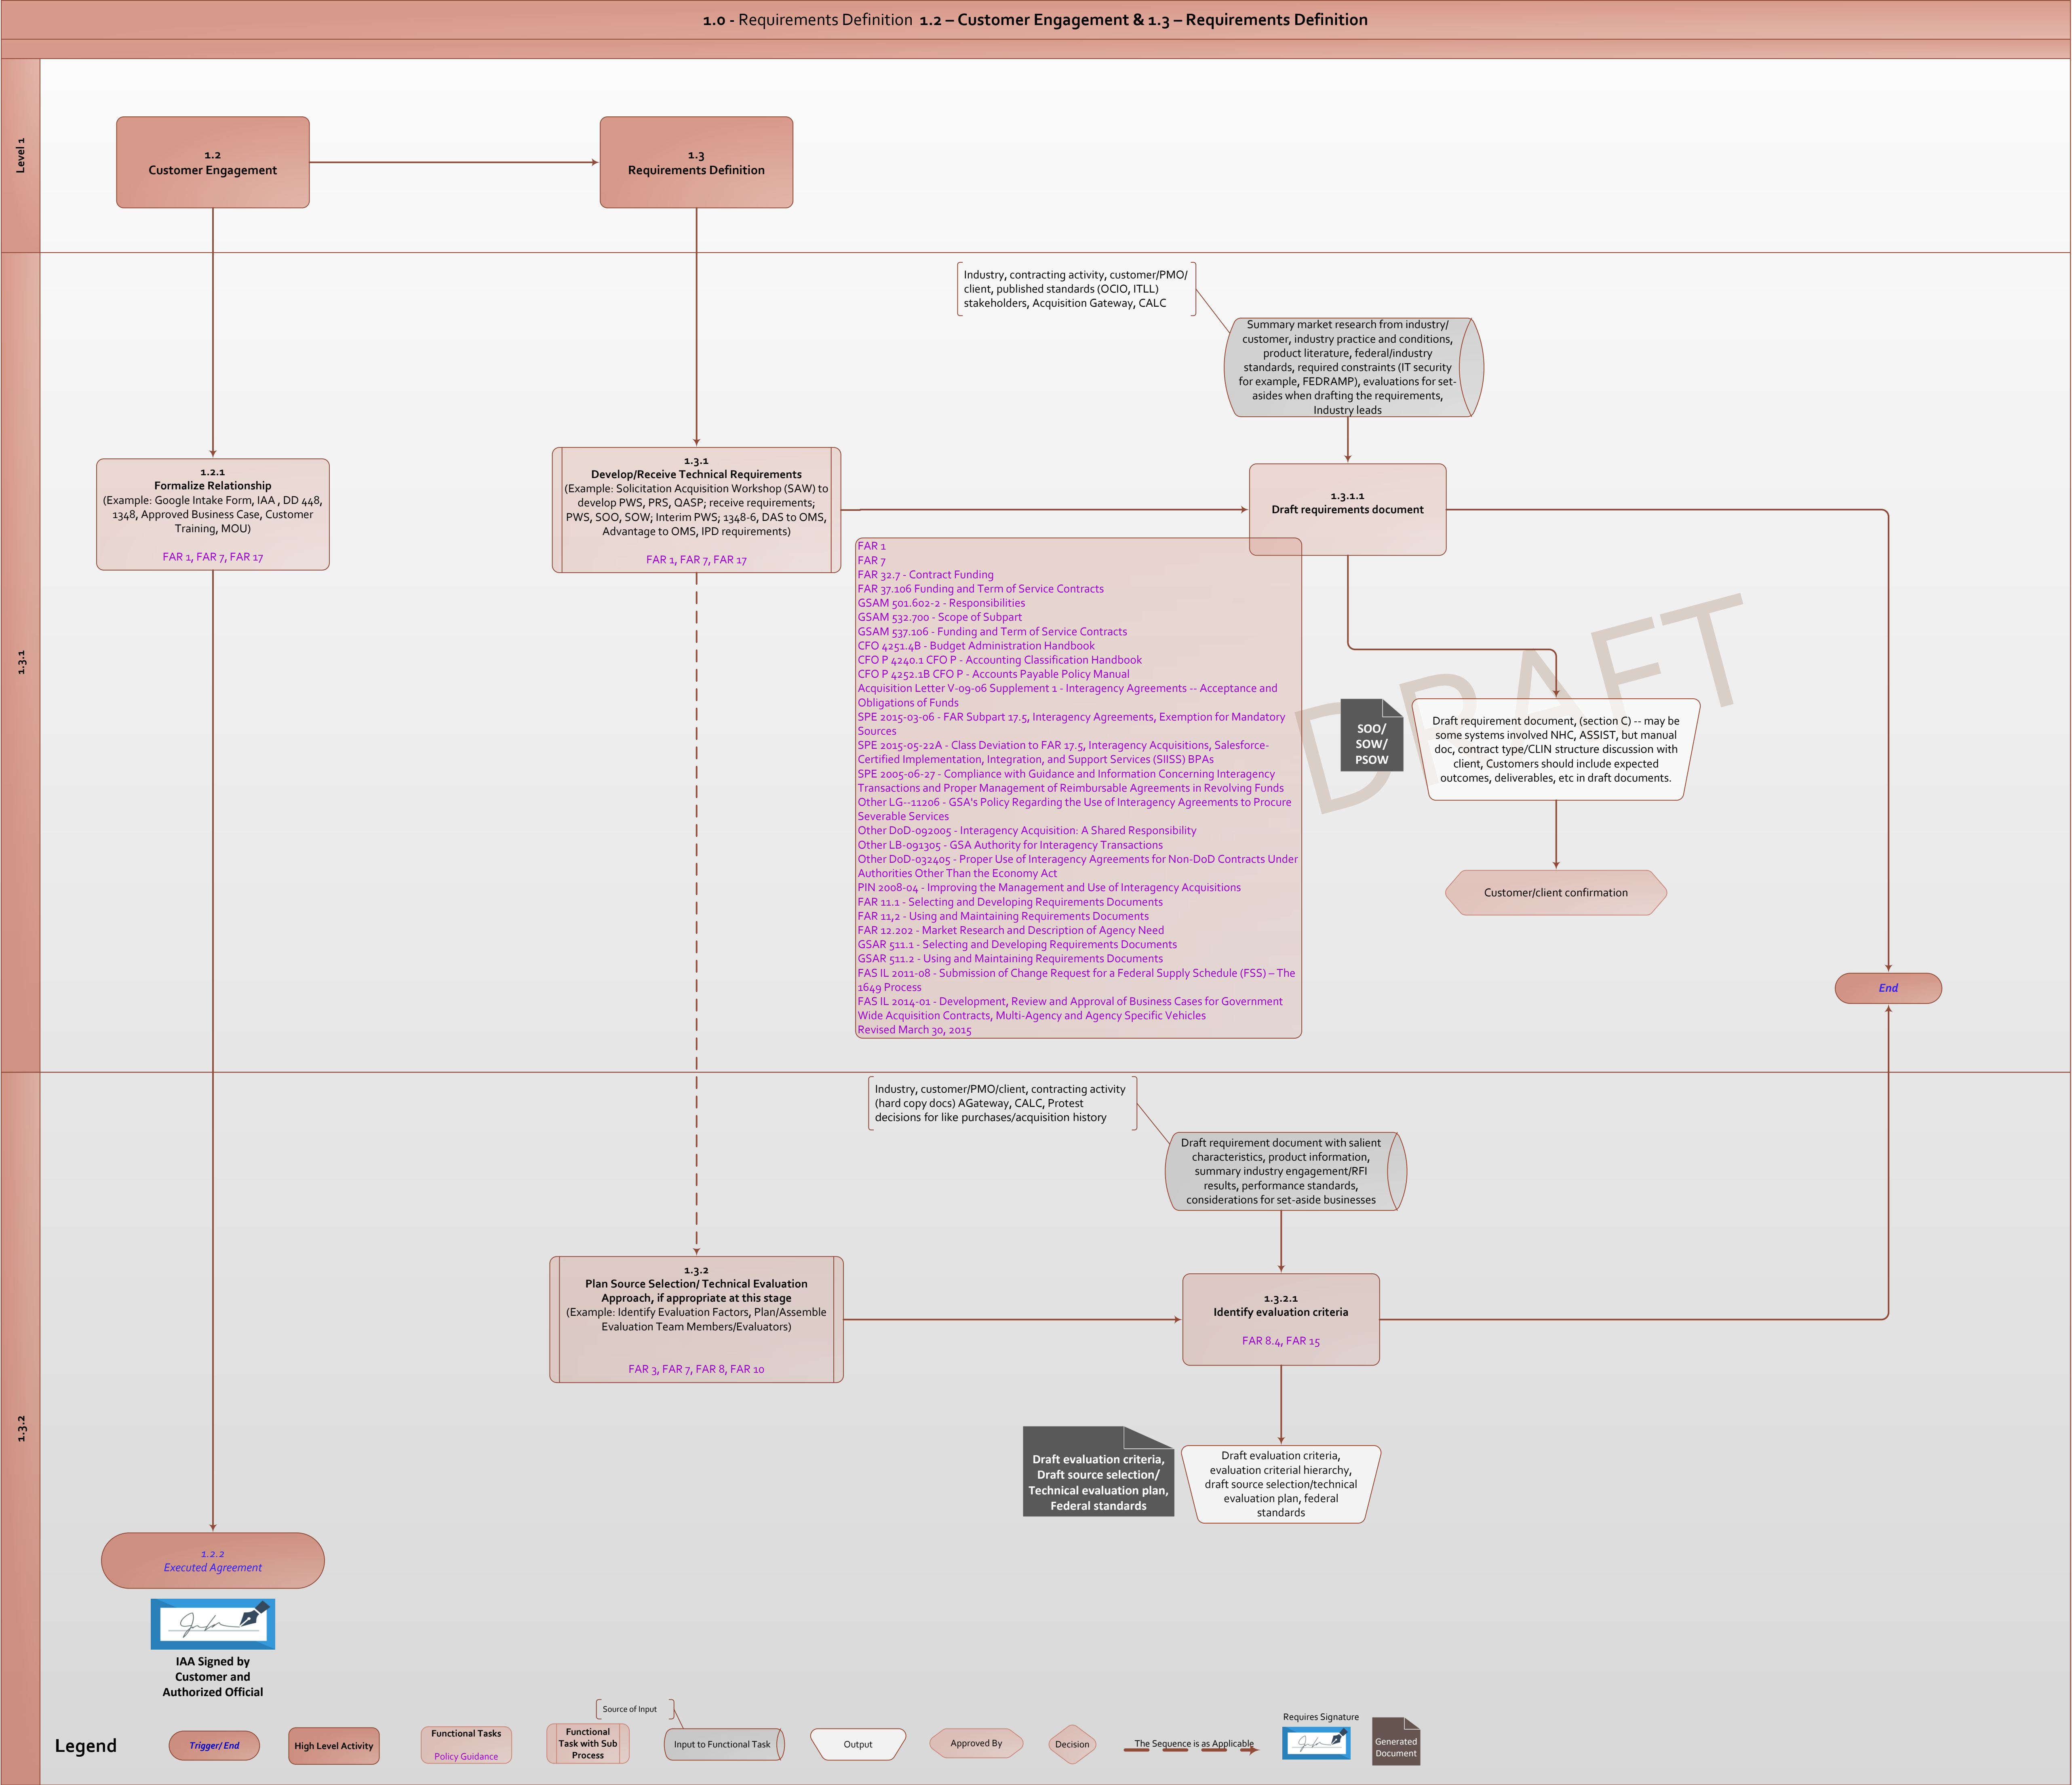 1.0 - Requirements Definition 1.2 – Customer Engagement & 1.3 – Requirements Definition
Level 1
1.2
Customer Engagement
1.3
Requirements Definition
1.3.1
Industry, contracting activity, customer/PMO/
client, published standards (OCIO, ITLL)
stakeholders, Acquisition Gateway, CALC
Summary market research from industry/
customer, industry practice and conditions,
product literature, federal/industry
standards, required constraints (IT security
for example, FEDRAMP), evaluations for set-
asides when drafting the requirements,
Industry leads
1.2.1
Formalize Relationship
(Example: Google Intake Form, IAA , DD 448,
1348, Approved Business Case, Customer
Training, MOU)
FAR 1, FAR 7, FAR 17
1.3.1
Develop/Receive Technical Requirements
(Example: Solicitation Acquisition Workshop (SAW) to
develop PWS, PRS, QASP; receive requirements;
PWS, SOO, SOW; Interim PWS; 1348-6, DAS to OMS,
Advantage to OMS, IPD requirements)
FAR 1, FAR 7, FAR 17
1.3.1.1
Draft requirements document
FAR 1
FAR 7
FAR 32.7 - Contract Funding
FAR 37.106 Funding and Term of Service Contracts
GSAM 501.602-2 - Responsibilities
GSAM 532.700 - Scope of Subpart
GSAM 537.106 - Funding and Term of Service Contracts
CFO 4251.4B - Budget Administration Handbook
CFO P 4240.1 CFO P - Accounting Classification Handbook
CFO P 4252.1B CFO P - Accounts Payable Policy Manual
Acquisition Letter V-09-06 Supplement 1 - Interagency Agreements -- Acceptance and
Obligations of Funds
SPE 2015-03-06 - FAR Subpart 17.5, Interagency Agreements, Exemption for Mandatory
Sources
SPE 2015-05-22A - Class Deviation to FAR 17.5, Interagency Acquisitions, Salesforce-
Certified Implementation, Integration, and Support Services (SIISS) BPAs
SPE 2005-06-27 - Compliance with Guidance and Information Concerning Interagency
Transactions and Proper Management of Reimbursable Agreements in Revolving Funds
Other LG--11206 - GSA's Policy Regarding the Use of Interagency Agreements to Procure
Severable Services
Other DoD-092005 - Interagency Acquisition: A Shared Responsibility
Other LB-091305 - GSA Authority for Interagency Transactions
Other DoD-032405 - Proper Use of Interagency Agreements for Non-DoD Contracts Under
Authorities Other Than the Economy Act
PIN 2008-04 - Improving the Management and Use of Interagency Acquisitions
FAR 11.1 - Selecting and Developing Requirements Documents
FAR 11,2 - Using and Maintaining Requirements Documents
FAR 12.202 - Market Research and Description of Agency Need
GSAR 511.1 - Selecting and Developing Requirements Documents
GSAR 511.2 - Using and Maintaining Requirements Documents
FAS IL 2011-08 - Submission of Change Request for a Federal Supply Schedule (FSS) – The
1649 Process
FAS IL 2014-01 - Development, Review and Approval of Business Cases for Government
Wide Acquisition Contracts, Multi-Agency and Agency Specific Vehicles
Revised March 30, 2015
DRAFT
SOO/
SOW/
PSOW
Draft requirement document, (section C) -- may be
some systems involved NHC, ASSIST, but manual
doc, contract type/CLIN structure discussion with
client, Customers should include expected
outcomes, deliverables, etc in draft documents.
Customer/client confirmation
End
1.3.2
Industry, customer/PMO/client, contracting activity
(hard copy docs) AGateway, CALC, Protest
decisions for like purchases/acquisition history
Draft requirement document with salient
characteristics, product information,
summary industry engagement/RFI
results, performance standards,
considerations for set-aside businesses
1.3.2
Plan Source Selection/ Technical Evaluation
Approach, if appropriate at this stage
(Example: Identify Evaluation Factors, Plan/Assemble
Evaluation Team Members/Evaluators)
FAR 3, FAR 7, FAR 8, FAR 10
1.3.2.1
Identify evaluation criteria
FAR 8.4, FAR 15
Draft evaluation criteria,
Draft source selection/
Technical evaluation plan,
Federal standards
Draft evaluation criteria,
evaluation criterial hierarchy,
draft source selection/technical
evaluation plan, federal
standards
1.2.2
Executed Agreement
IAA Signed by
Customer and
Authorized Official
Legend
Trigger/ End
High Level Activity
Functional Tasks
Policy Guidance
Functional
Task with Sub
Process
Source of Input
Input to Functional Task
Output
Approved By
Decision
The Sequence is as Applicable
Requires Signature
Generated
Document